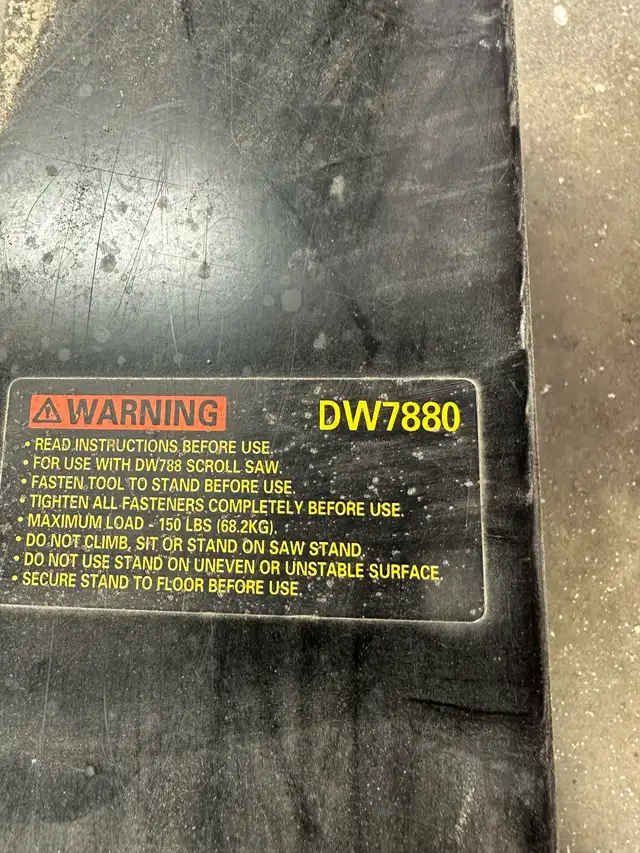 ⚠WARNING DW7880
• READ INSTRUCTIONS BEFORE USE.
• FOR USE WITH DW788 SCROLL SAW.
• FASTEN TOOL TO STAND BEFORE USE.
• TIGHTEN ALL FASTENERS COMPLETELY BEFORE USE.
• MAXIMUM LOAD - 150 LBS (68.2KG).
• DO NOT CLIMB, SIT OR STAND ON SAW STAND.
• DO NOT USE STAND ON UNEVEN OR UNSTABLE SURFACE.
• SECURE STAND TO FLOOR BEFORE USE.